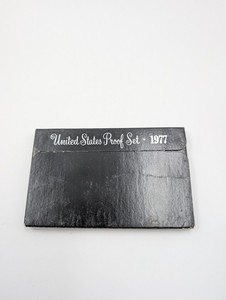 United States Proof Set • 1977